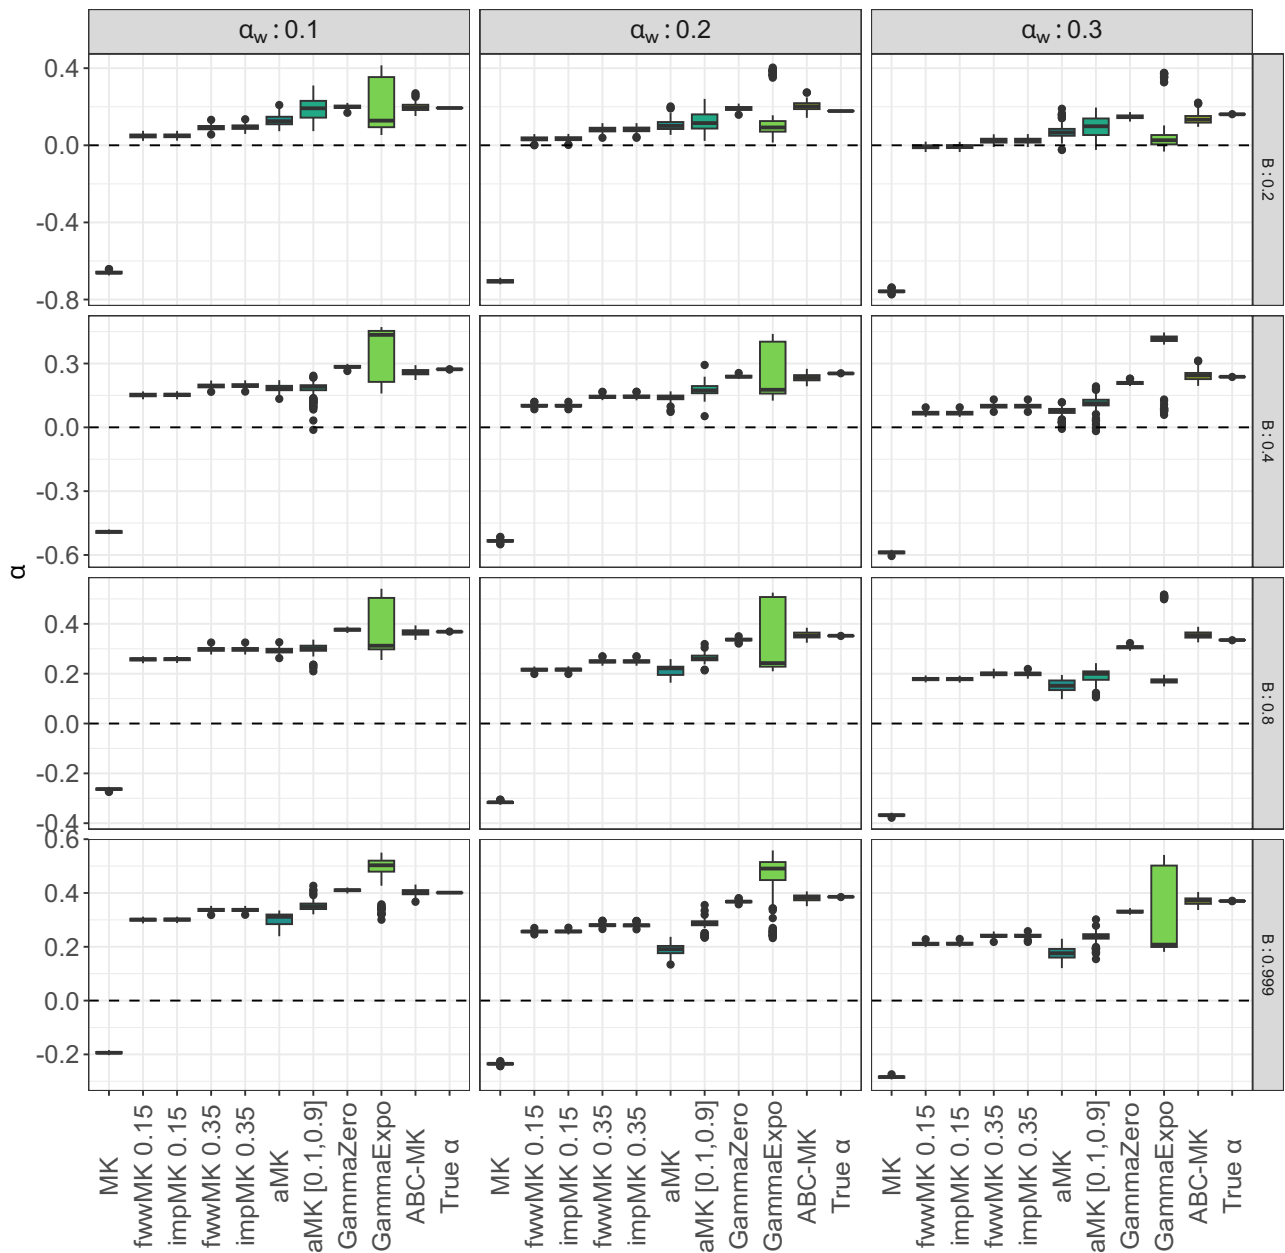 αw : 0.1
αw : 0.2
αw : 0.3
0.4
0.0
-0.4
-0.8
B : 0.2
0.3
0.0
-0.3
-0.6
B : 0.4
0.4
0.2
0.0
-0.2
-0.4
B : 0.8
0.6
0.4
0.2
0.0
-0.2
B : 0.999
α
MK
fwwMK 0.15
impMK 0.15
fwwMK 0.35
impMK 0.35
aMK
aMK [0.1,0.9]
GammaZero
GammaExpo
ABC-MK
True α
MK
fwwMK 0.15
impMK 0.15
fwwMK 0.35
impMK 0.35
aMK
aMK [0.1,0.9]
GammaZero
GammaExpo
ABC-MK
True α
MK
fwwMK 0.15
impMK 0.15
fwwMK 0.35
impMK 0.35
aMK
aMK [0.1,0.9]
GammaZero
GammaExpo
ABC-MK
True α